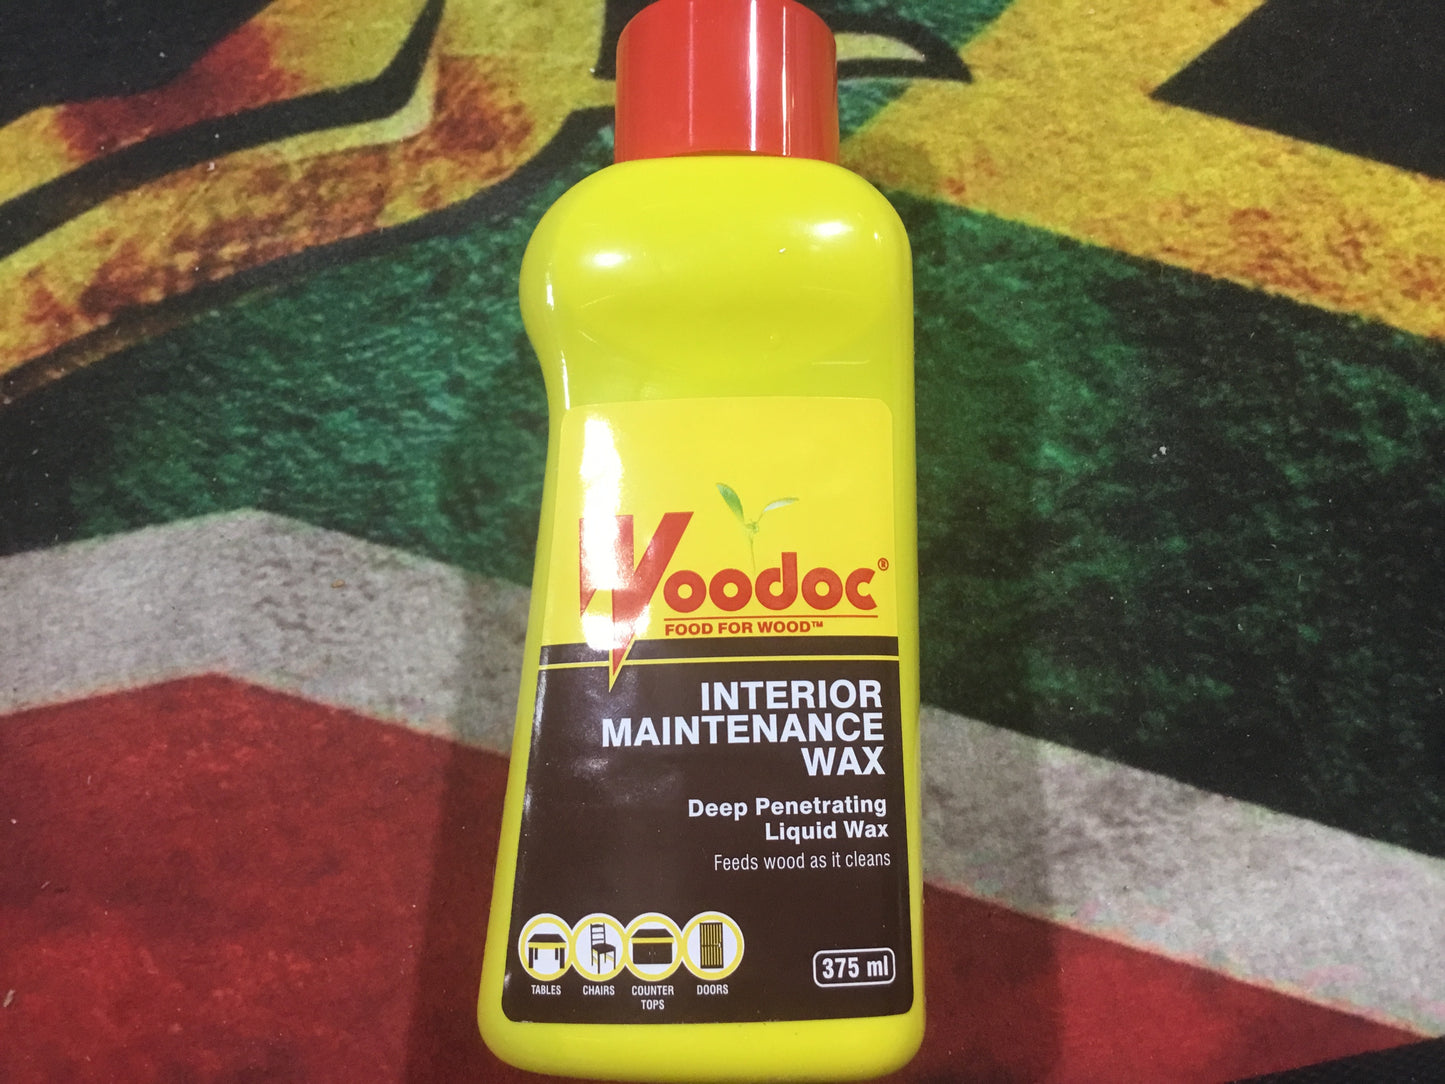 Woodoc®
FOOD FOR WOOD™
INTERIOR
MAINTENANCE
WAX
Deep Penetrating
Liquid Wax
Feeds wood as it cleans
TABLES
CHAIRS
COUNTER
TOPS
DOORS
375 ml